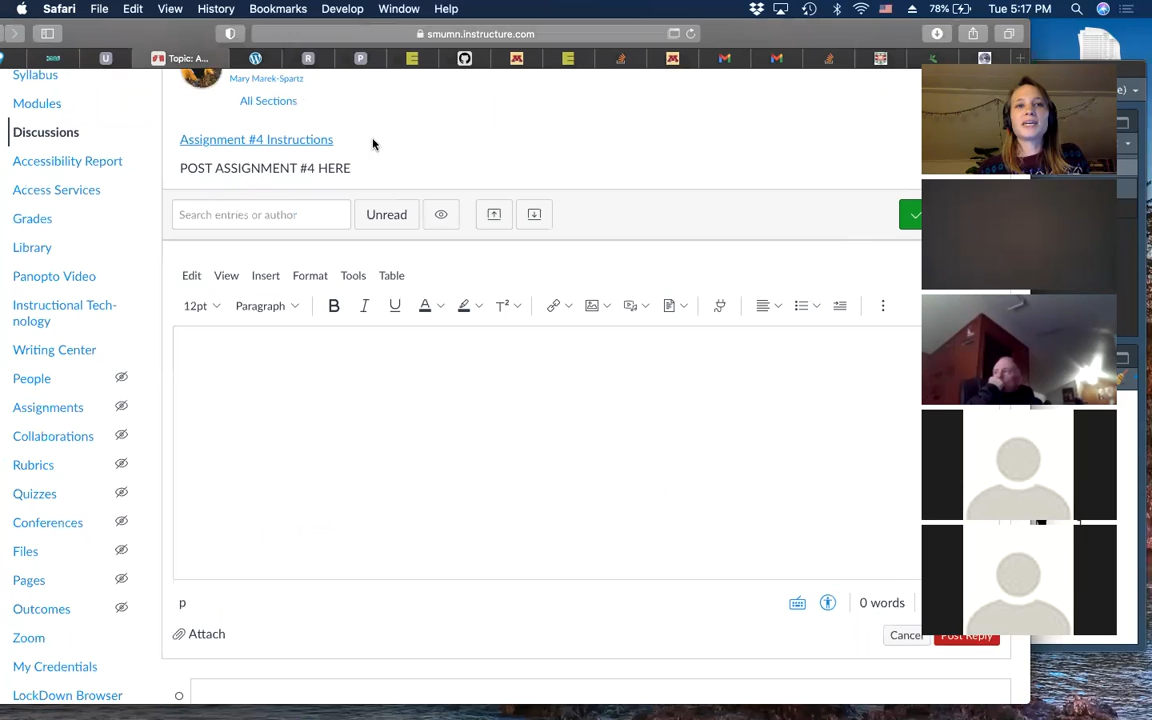 Safari File Edit View History Bookmarks Develop Window Help 78% Tue 5:17 PM
smumn.instructure.com
U Topic: A... R P E E
e)
Syllabus
Modules
Discussions
Accessibility Report
Access Services
Grades
Library
Panopto Video
Instructional Tech-
nology
Writing Center
People
Assignments
Collaborations
Rubrics
Quizzes
Conferences
Files
Pages
Outcomes
Zoom
My Credentials
LockDown Browser
Mary Marek-Spartz
All Sections
Assignment #4 Instructions
POST ASSIGNMENT #4 HERE
Search entries or author Unread
Edit View Insert Format Tools Table
12pt Paragraph B I U A T²
p 0 words
Attach Cancel Post Reply